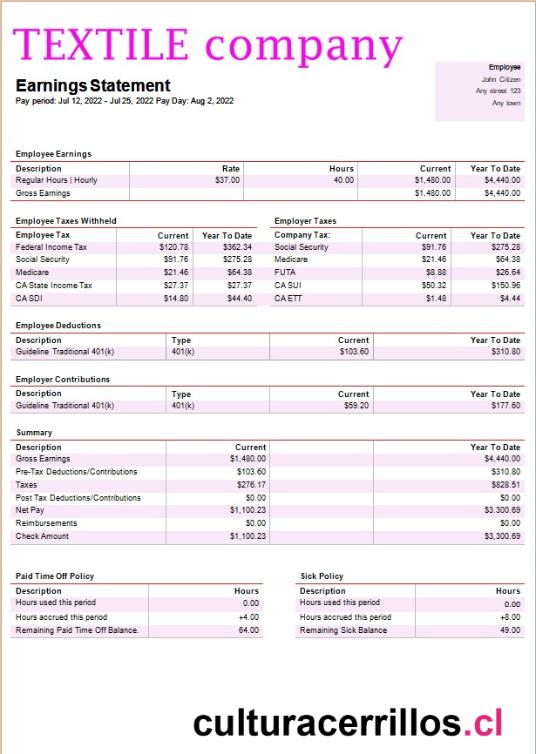 TEXTILE company
Earnings Statement
Pay period: Jul 12, 2022 - Jul 25, 2022 Pay Day: Aug 2, 2022
Employee
John Citizen
Any street 123
Any town
Employee Earnings
Description Rate Hours Current Year To Date
Regular Hours | Hourly $37.00 40.00 $1,480.00 $4,440.00
Gross Earnings $1,480.00 $4,440.00
Employee Taxes Withheld Employer Taxes
Employee Tax Current Year To Date Company Tax: Current Year To Date
Federal Income Tax $120.78 $362.34 Social Security $91.76 $275.28
Social Security $91.76 $275.28 Medicare $21.46 $64.38
Medicare $21.46 $64.38 FUTA $8.88 $26.64
CA State Income Tax $27.37 $27.37 CA SUI $50.32 $150.96
CA SDI $14.80 $44.40 CA ETT $1.48 $4.44
Employee Deductions
Description Type Current Year To Date
Guideline Traditional 401(k) 401(k) $103.60 $310.80
Employer Contributions
Description Type Current Year To Date
Guideline Traditional 401(k) 401(k) $59.20 $177.60
Summary
Description Current Year To Date
Gross Earnings $1,480.00 $4,440.00
Pre-Tax Deductions/Contributions $103.60 $310.80
Taxes $276.17 $828.51
Post Tax Deductions/Contributions $0.00 $0.00
Net Pay $1,100.23 $3,300.69
Reimbursements $0.00 $0.00
Check Amount $1,100.23 $3,300.69
Paid Time Off Policy Sick Policy
Description Hours Description Hours
Hours used this period 0.00 Hours used this period 0.00
Hours accrued this period +4.00 Hours accrued this period +8.00
Remaining Paid Time Off Balance. 64.00 Remaining Sick Balance 49.00
culturacerrillos.cl